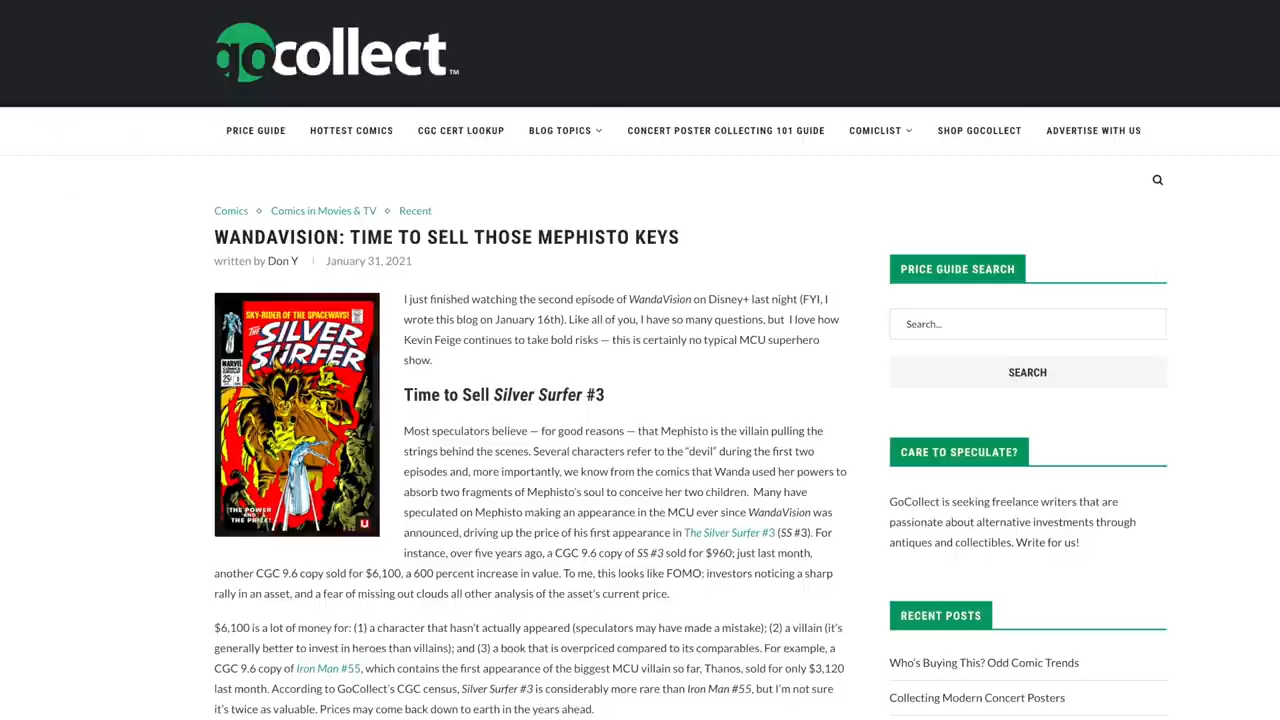 gocollect™
PRICE GUIDE HOTTEST COMICS CGC CERT LOOKUP BLOG TOPICS CONCERT POSTER COLLECTING 101 GUIDE COMICLIST SHOP GOCOLLECT ADVERTISE WITH US
Comics ◇ Comics in Movies & TV ◇ Recent
WANDAVISION: TIME TO SELL THOSE MEPHISTO KEYS
written by Don Y | January 31, 2021
SKY-RIDER OF THE SPACEWAYS!
THE
SILVER
SURFER
MARVEL
COMICS
GROUP
25¢
THE POWER
AND
THE PRIZE!
I just finished watching the second episode of WandaVision on Disney+ last night (FYI, I
wrote this blog on January 16th). Like all of you, I have so many questions, but I love how
Kevin Feige continues to take bold risks — this is certainly no typical MCU superhero
show.
Time to Sell Silver Surfer #3
Most speculators believe — for good reasons — that Mephisto is the villain pulling the
strings behind the scenes. Several characters refer to the “devil” during the first two
episodes and, more importantly, we know from the comics that Wanda used her powers to
absorb two fragments of Mephisto’s soul to conceive her two children. Many have
speculated on Mephisto making an appearance in the MCU ever since WandaVision was
announced, driving up the price of his first appearance in The Silver Surfer #3 (SS #3). For
instance, over five years ago, a CGC 9.6 copy of SS #3 sold for $960; just last month,
another CGC 9.6 copy sold for $6,100, a 600 percent increase in value. To me, this looks like FOMO; investors noticing a sharp
rally in an asset, and a fear of missing out clouds all other analysis of the asset’s current price.
$6,100 is a lot of money for: (1) a character that hasn’t actually appeared (speculators may have made a mistake); (2) a villain (it’s
generally better to invest in heroes than villains); and (3) a book that is overpriced compared to its comparables. For example, a
CGC 9.6 copy of Iron Man #55, which contains the first appearance of the biggest MCU villain so far, Thanos, sold for only $3,120
last month. According to GoCollect’s CGC census, Silver Surfer #3 is considerably more rare than Iron Man #55, but I’m not sure
it’s twice as valuable. Prices may come back down to earth in the years ahead.
PRICE GUIDE SEARCH
Search...
SEARCH
CARE TO SPECULATE?
GoCollect is seeking freelance writers that are
passionate about alternative investments through
antiques and collectibles. Write for us!
RECENT POSTS
Who’s Buying This? Odd Comic Trends
Collecting Modern Concert Posters